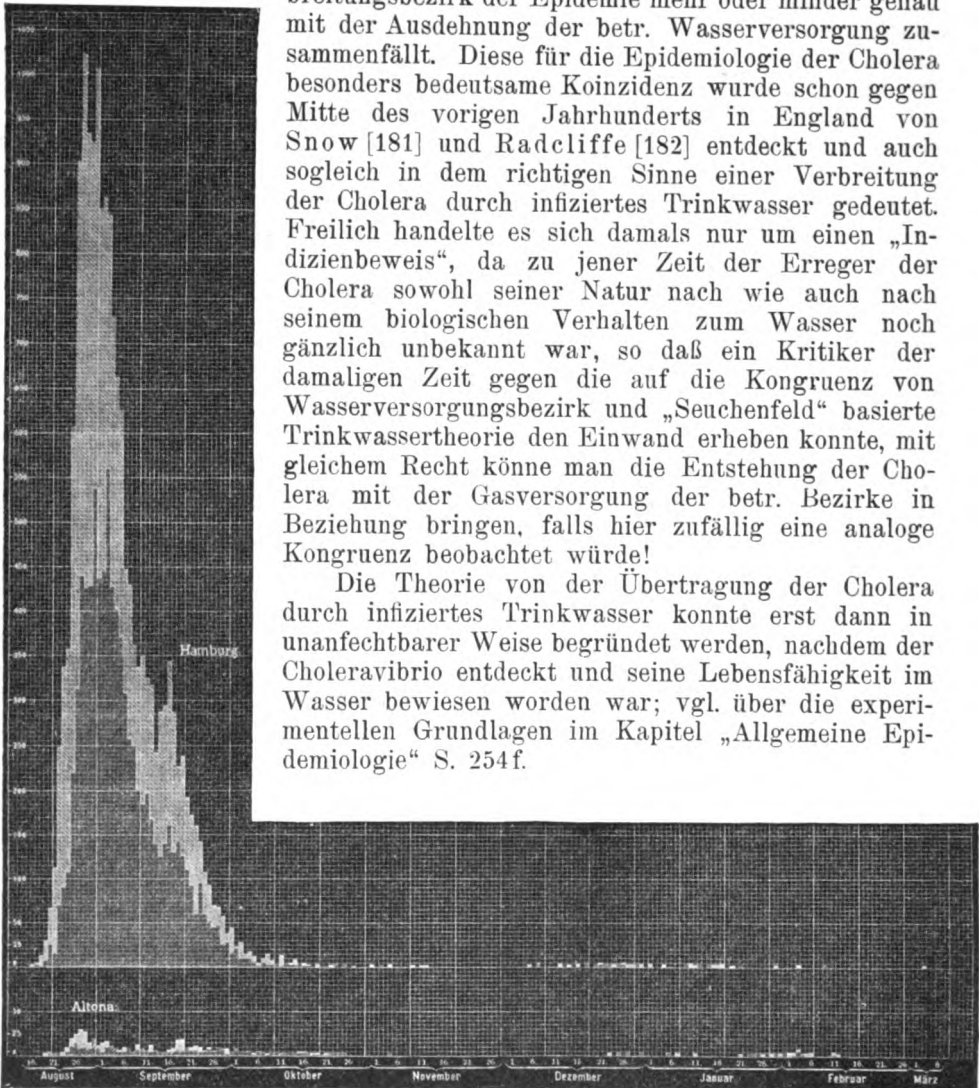 breitungsbezirk der Epidemie mehr oder minder genau
mit der Ausdehnung der betr. Wasserversorgung zu-
sammenfällt. Diese für die Epidemiologie der Cholera
besonders bedeutsame Koinzidenz wurde schon gegen
Mitte des vorigen Jahrhunderts in England von
Snow [181] und Radcliffe [182] entdeckt und auch
sogleich in dem richtigen Sinne einer Verbreitung
der Cholera durch infiziertes Trinkwasser gedeutet.
Freilich handelte es sich damals nur um einen „In-
dizienbeweis“, da zu jener Zeit der Erreger der
Cholera sowohl seiner Natur nach wie auch nach
seinem biologischen Verhalten zum Wasser noch
gänzlich unbekannt war, so daß ein Kritiker der
damaligen Zeit gegen die auf die Kongruenz von
Wasserversorgungsbezirk und „Seuchenfeld“ basierte
Trinkwassertheorie den Einwand erheben konnte, mit
gleichem Recht könne man die Entstehung der Cho-
lera mit der Gasversorgung der betr. Bezirke in
Beziehung bringen, falls hier zufällig eine analoge
Kongruenz beobachtet würde!
Die Theorie von der Übertragung der Cholera
durch infiziertes Trinkwasser konnte erst dann in
unanfechtbarer Weise begründet werden, nachdem der
Choleravibrio entdeckt und seine Lebensfähigkeit im
Wasser bewiesen worden war; vgl. über die experi-
mentellen Grundlagen im Kapitel „Allgemeine Epi-
demiologie“ S. 254f.
Hamburg
Altona
August September Oktober November Dezember Januar Februar März